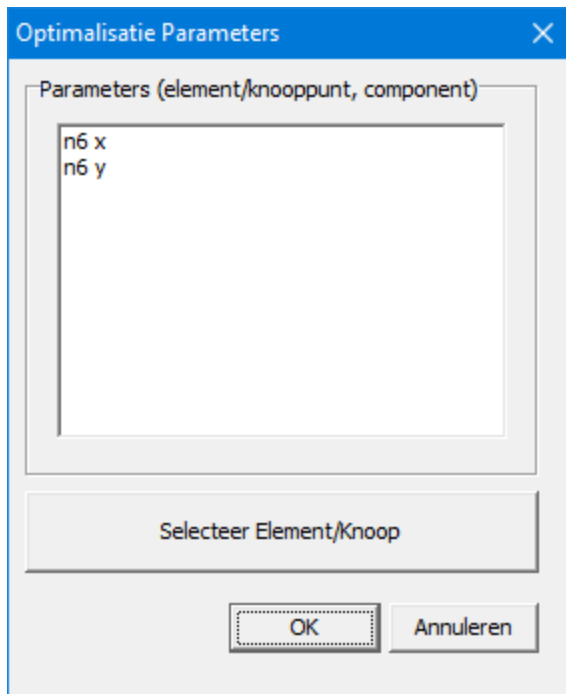 Optimalisatie Parameters
Parameters (element/knooppunt, component)
n6 x
n6 y
Selecteer Element/Knoop
OK
Annuleren